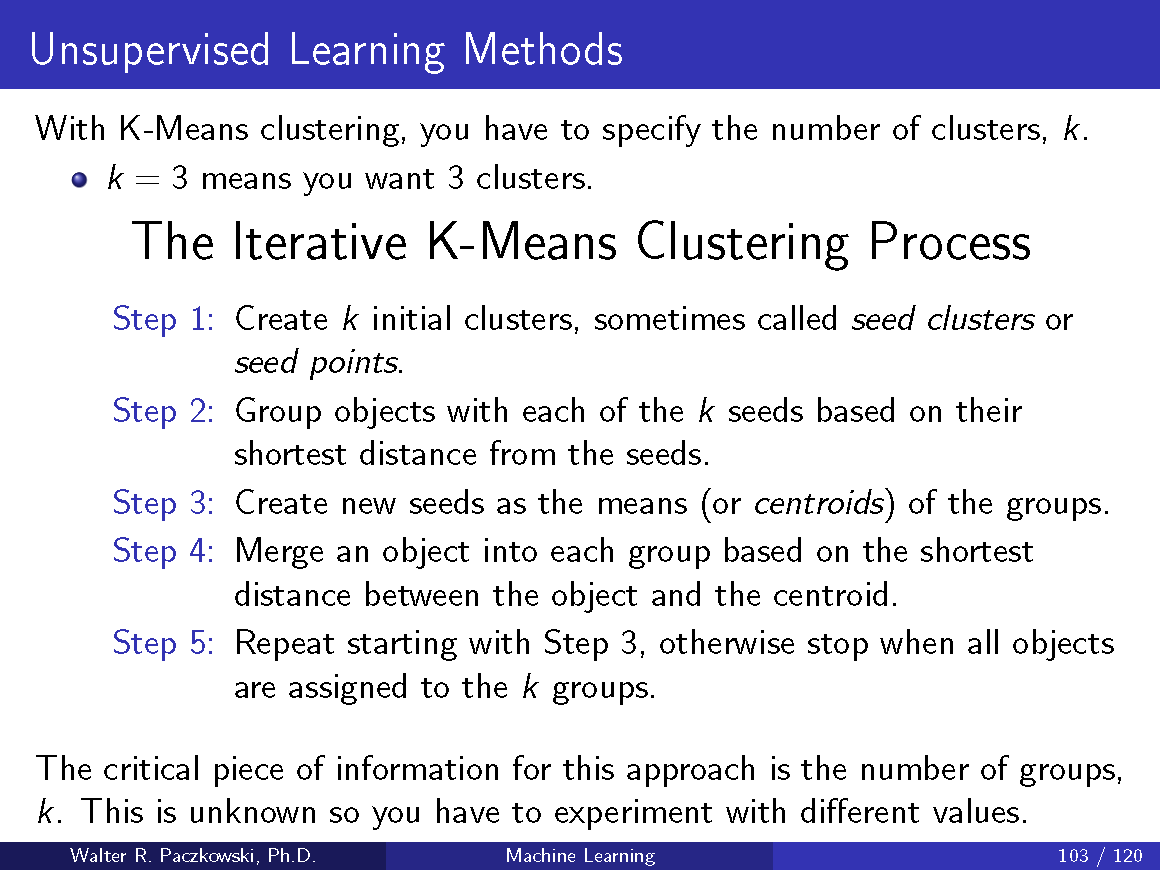 Unsupervised Learning Methods
With K-Means clustering, you have to specify the number of clusters, k.
k = 3 means you want 3 clusters.
The Iterative K-Means Clustering Process
Step 1: Create k initial clusters, sometimes called seed clusters or
seed points.
Step 2: Group objects with each of the k seeds based on their
shortest distance from the seeds.
Step 3: Create new seeds as the means (or centroids) of the groups.
Step 4: Merge an object into each group based on the shortest
distance between the object and the centroid.
Step 5: Repeat starting with Step 3, otherwise stop when all objects
are assigned to the k groups.
The critical piece of information for this approach is the number of groups,
k. This is unknown so you have to experiment with different values.
Walter R. Paczkowski, Ph.D. Machine Learning 103 / 120